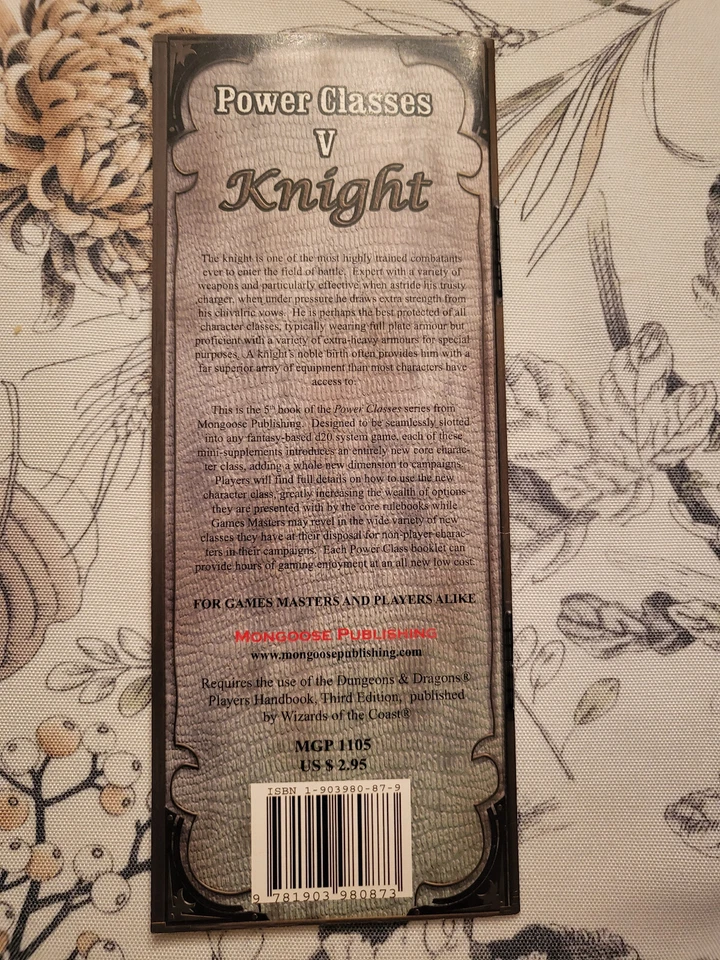 Power Classes
V
Knight
The knight is one of the most highly trained combatants
ever to enter the field of battle. Expert with a variety of
weapons and particularly effective when astride his trusty
charger, when under pressure he draws extra strength from
his chivalric vows. He is perhaps the best protected of all
character classes, typically wearing full plate armour but
proficient with a variety of extra-heavy armours for special
purposes. A knight's noble birth often provides him with a
far superior array of equipment than most characters have
access to.
This is the 5th book of the Power Classes series from
Mongoose Publishing. Designed to be seamlessly slotted
into any fantasy-based d20 system game, each of these
mini-supplements introduces an entirely new core charac-
ter class, adding a whole new dimension to campaigns.
Players will find full details on how to use the new
character class, greatly increasing the wealth of options
they are presented with by the core rulebooks while
Games Masters may revel in the wide variety of new
classes they have at their disposal for non-player charac-
ters in their campaigns. Each Power Class booklet can
provide hours of gaming enjoyment at an all new low cost.
FOR GAMES MASTERS AND PLAYERS ALIKE
MONGOOSE PUBLISHING
www.mongoosepublishing.com
Requires the use of the Dungeons & Dragons®
Players Handbook, Third Edition, published
by Wizards of the Coast®
MGP 1105
US $ 2.95
ISBN 1-903980-87-9
9 781903 980873